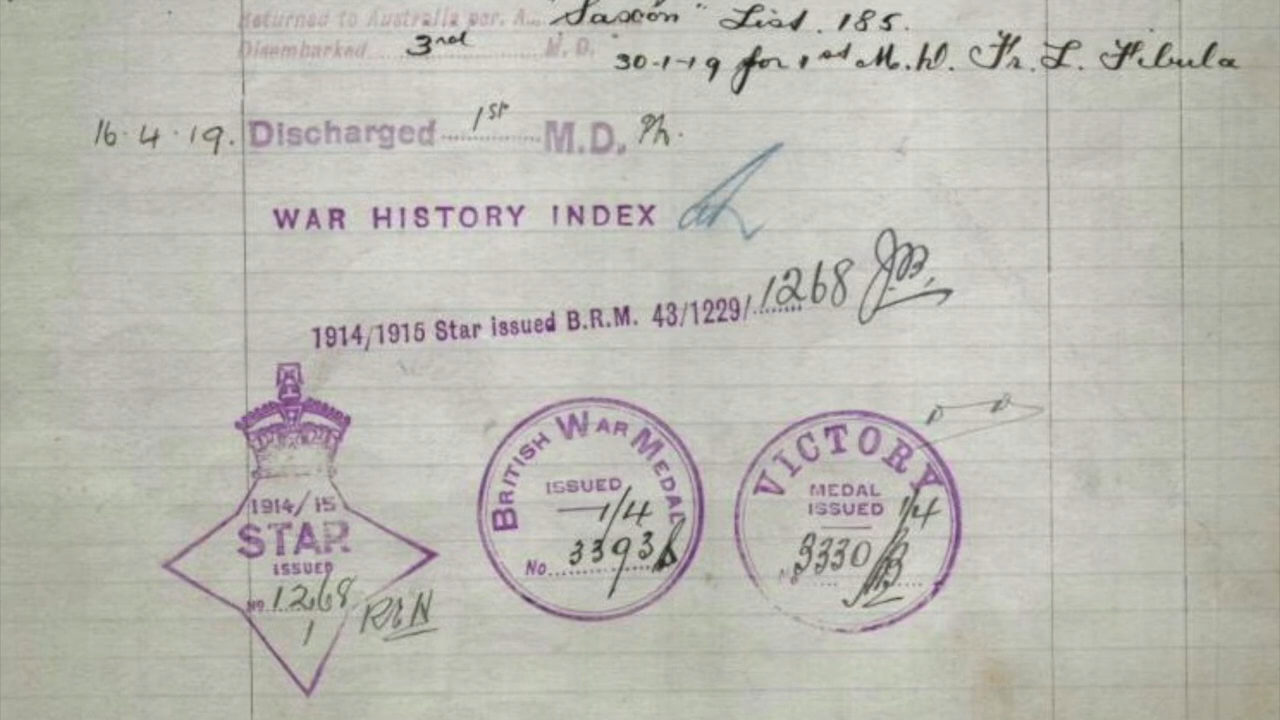 Returned to Australia per. A... "Saxon" List. 185.
Disembarked 3rd M.D. 30-1-19 for 1st M.D. Fr. L. Fibula
16.4.19. Discharged 1st M.D.
WAR HISTORY INDEX
1914/1915 Star issued B.R.M. 43/1229/ 1268 J.B.
1914/15
STAR
ISSUED
No. 1268
1
BRITISH WAR MEDAL
ISSUED
1/4
No. 3393
VICTORY
MEDAL
ISSUED 1/4
3330